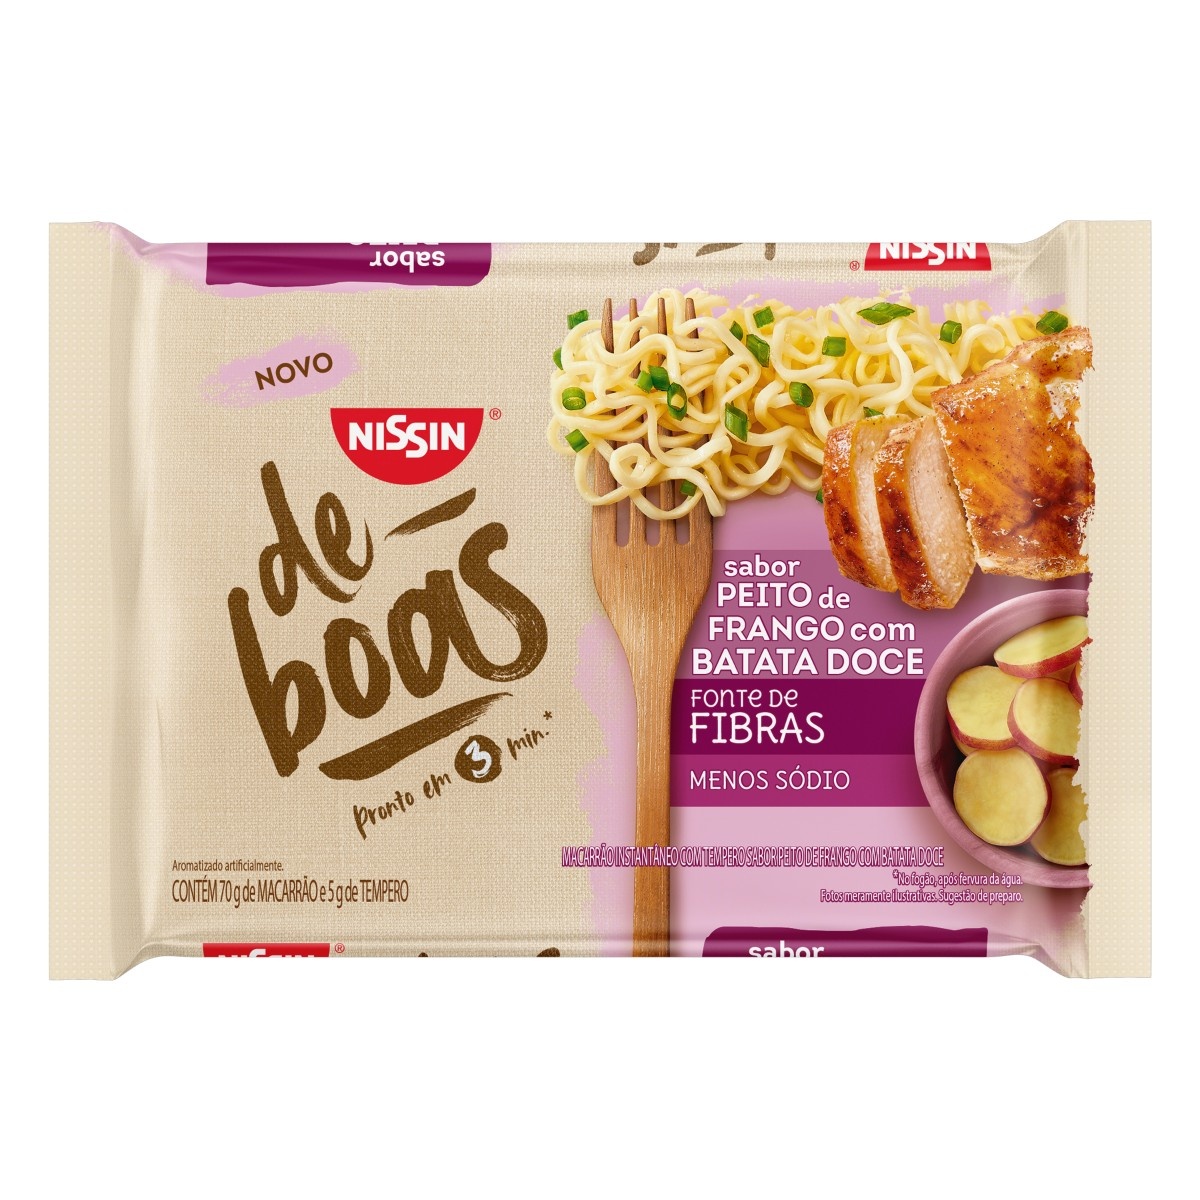 sabor
NISSIN
®
NOVO
NISSIN®
de
boas
Pronto em 3 min.*
sabor
PEITO de
FRANGO com
BATATA DOCE
FONTE DE
FIBRAS
MENOS SÓDIO
MACARRÃO INSTANTÂNEO COM TEMPERO SABOR PEITO DE FRANGO COM BATATA DOCE
*No fogão, após fervura da água.
Fotos meramente ilustrativas. Sugestão de preparo.
Aromatizado artificialmente.
CONTÉM 70 g de MACARRÃO e 5 g de TEMPERO
NISSIN®
sabor